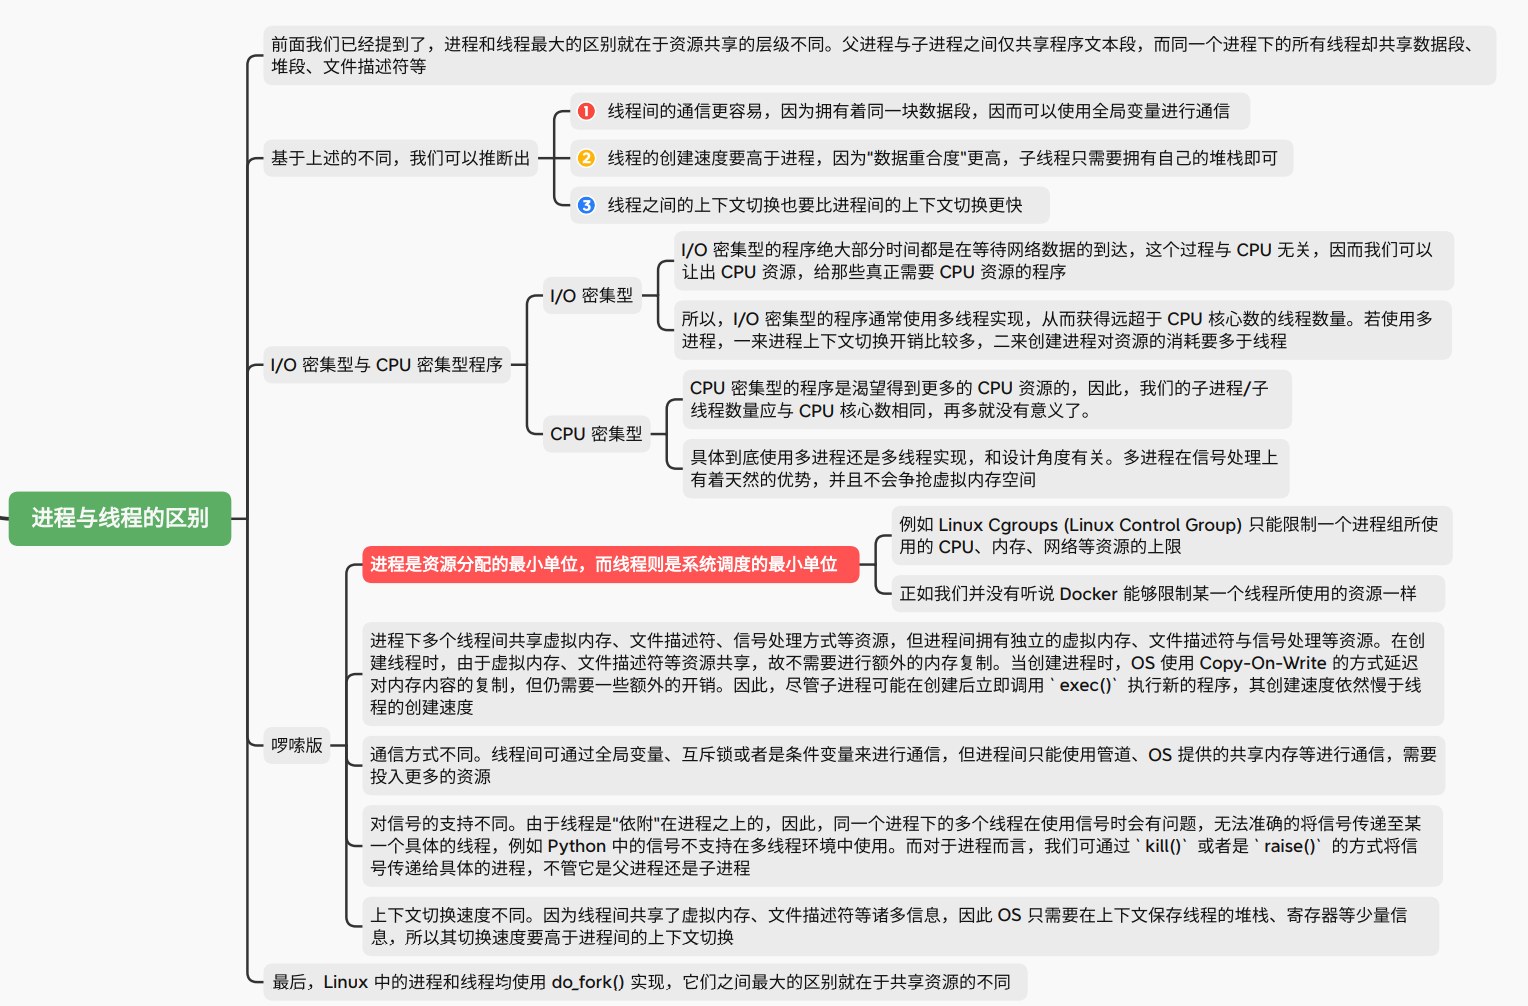 前面我们已经提到了，进程和线程最大的区别就在于资源共享的层级不同。父进程与子进程之间仅共享程序文本段，而同一个进程下的所有线程却共享数据段、
堆段、文件描述符等
基于上述的不同，我们可以推断出
1 线程间的通信更容易，因为拥有着同一块数据段，因而可以使用全局变量进行通信
2 线程的创建速度要高于进程，因为"数据重合度"更高，子线程只需要拥有自己的堆栈即可
3 线程之间的上下文切换也要比进程间的上下文切换更快
I/O 密集型与 CPU 密集型程序
I/O 密集型
I/O 密集型的程序绝大部分时间都是在等待网络数据的到达，这个过程与 CPU 无关，因而我们可以
让出 CPU 资源，给那些真正需要 CPU 资源的程序
所以，I/O 密集型的程序通常使用多线程实现，从而获得远超于 CPU 核心数的线程数量。若使用多
进程，一来进程上下文切换开销比较多，二来创建进程对资源的消耗要多于线程
CPU 密集型
CPU 密集型的程序是渴望得到更多的 CPU 资源的，因此，我们的子进程/子
线程数量应与 CPU 核心数相同，再多就没有意义了。
具体到底使用多进程还是多线程实现，和设计角度有关。多进程在信号处理上
有着天然的优势，并且不会争抢虚拟内存空间
进程与线程的区别
啰嗦版
进程是资源分配的最小单位，而线程则是系统调度的最小单位
例如 Linux Cgroups (Linux Control Group) 只能限制一个进程组所使
用的 CPU、内存、网络等资源的上限
正如我们并没有听说 Docker 能够限制某一个线程所使用的资源一样
进程下多个线程间共享虚拟内存、文件描述符、信号处理方式等资源，但进程间拥有独立的虚拟内存、文件描述符与信号处理等资源。在创
建线程时，由于虚拟内存、文件描述符等资源共享，故不需要进行额外的内存复制。当创建进程时，OS 使用 Copy-On-Write 的方式延迟
对内存内容的复制，但仍需要一些额外的开销。因此，尽管子进程可能在创建后立即调用 `exec()` 执行新的程序，其创建速度依然慢于线
程的创建速度
通信方式不同。线程间可通过全局变量、互斥锁或者是条件变量来进行通信，但进程间只能使用管道、OS 提供的共享内存等进行通信，需要
投入更多的资源
对信号的支持不同。由于线程是"依附"在进程之上的，因此，同一个进程下的多个线程在使用信号时会有问题，无法准确的将信号传递至某
一个具体的线程，例如 Python 中的信号不支持在多线程环境中使用。而对于进程而言，我们可通过 `kill()` 或者是 `raise()` 的方式将信
号传递给具体的进程，不管它是父进程还是子进程
上下文切换速度不同。因为线程间共享了虚拟内存、文件描述符等诸多信息，因此 OS 只需要在上下文保存线程的堆栈、寄存器等少量信
息，所以其切换速度要高于进程间的上下文切换
最后，Linux 中的进程和线程均使用 do_fork() 实现，它们之间最大的区别就在于共享资源的不同